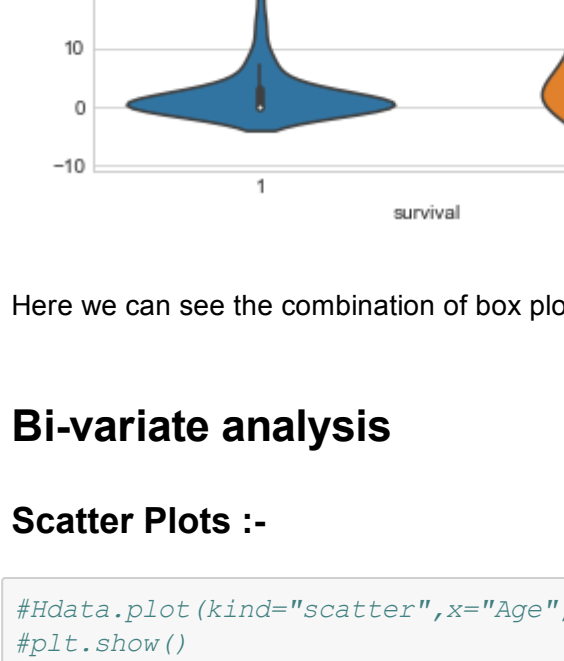 10
0
−10
1
survival
Here we can see the combination of box plo
Bi-variate analysis
Scatter Plots :-
#Hdata.plot(kind="scatter",x="Age",
#plt.show()